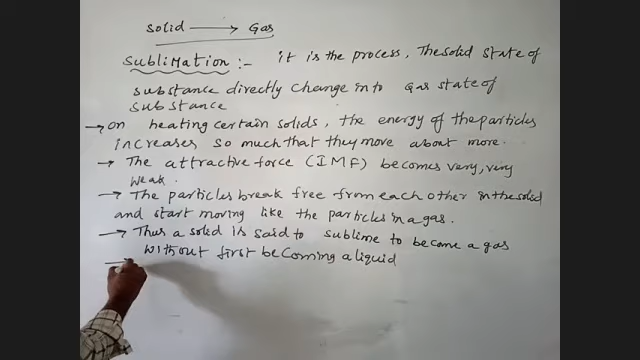 solid ⟶ Gas
Sublimation :- it is the process, The solid state of
substance directly change into Gas state of
substance
→ on heating certain solids, the energy of the particles
increases so much that they move about more.
→ The attractive force (IMF) becomes very, very
weak.
→ The particles break free from each other in the solid
and start moving like the particles in a gas.
→ Thus a solid is said to sublime to become a gas
without first becoming a liquid